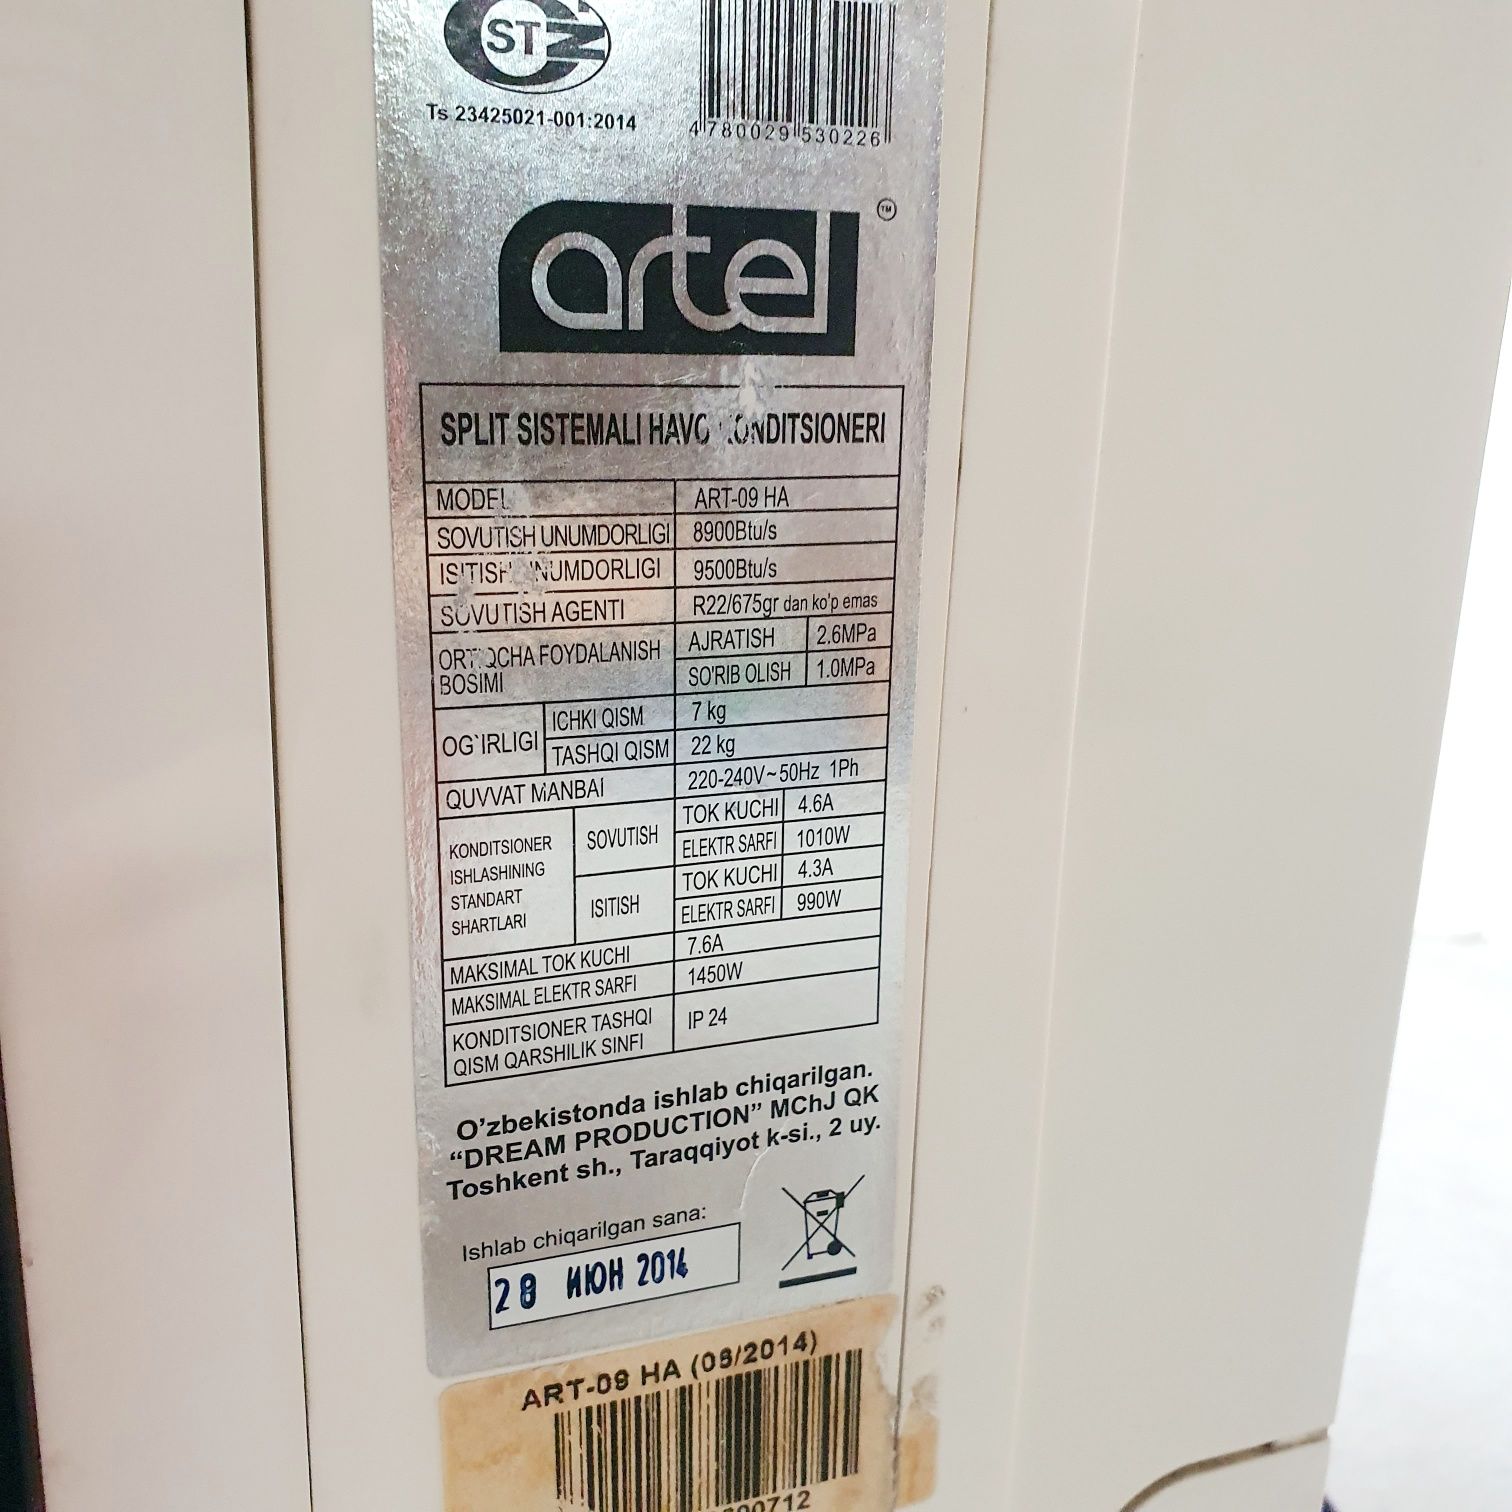 ST
Ts 23425021-001:2014
4 780029 530226
artel TM
SPLIT SISTEMALI HAVO KONDITSIONERI
MODEL ART-09 HA
SOVUTISH UNUMDORLIGI 8900Btu/s
ISITISH UNUMDORLIGI 9500Btu/s
SOVUTISH AGENTI R22/675gr dan ko'p emas
ORTIQCHA FOYDALANISH BOSIMI AJRATISH 2.6MPa
SO'RIB OLISH 1.0MPa
OG`IRLIGI ICHKI QISM 7 kg
TASHQI QISM 22 kg
QUVVAT MANBAI 220-240V~50Hz 1Ph
KONDITSIONER ISHLASHINING STANDART SHARTLARI SOVUTISH TOK KUCHI 4.6A
ELEKTR SARFI 1010W
ISITISH TOK KUCHI 4.3A
ELEKTR SARFI 990W
MAKSIMAL TOK KUCHI 7.6A
MAKSIMAL ELEKTR SARFI 1450W
KONDITSIONER TASHQI QISM QARSHILIK SINFI IP 24
O’zbekistonda ishlab chiqarilgan.
“DREAM PRODUCTION” MChJ QK
Toshkent sh., Taraqqiyot k-si., 2 uy.
Ishlab chiqarilgan sana:
28 ИЮН 2014
ART-09 HA (06/2014)